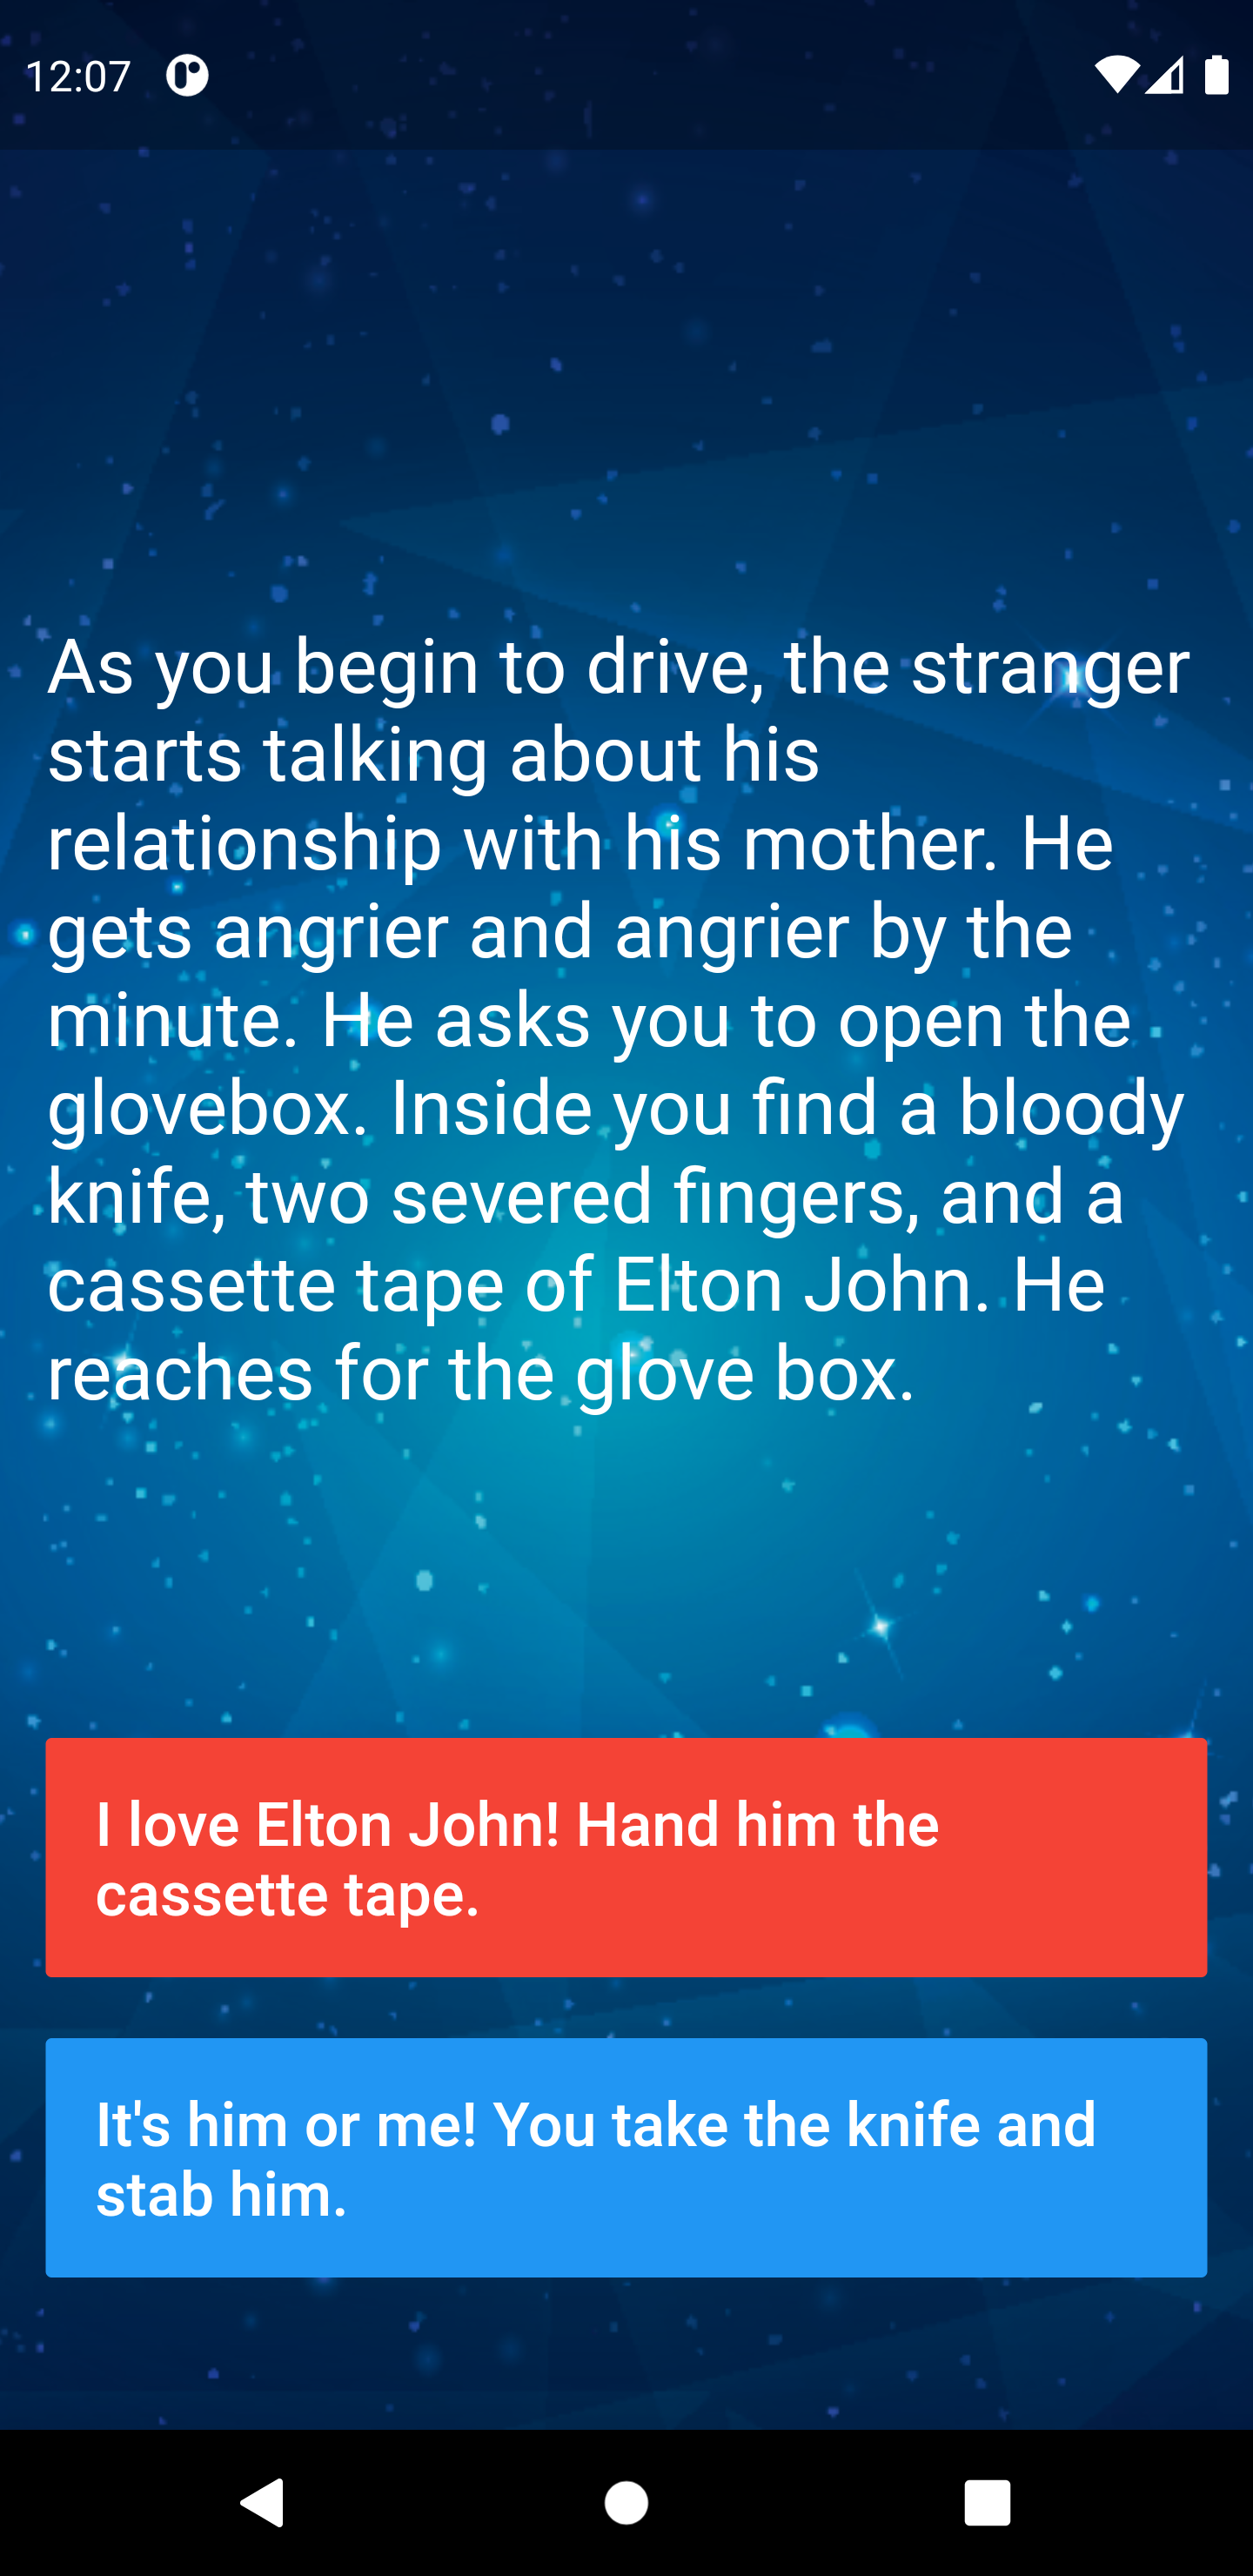 12:07
As you begin to drive, the stranger
starts talking about his
relationship with his mother. He
gets angrier and angrier by the
minute. He asks you to open the
glovebox. Inside you find a bloody
knife, two severed fingers, and a
cassette tape of Elton John. He
reaches for the glove box.
I love Elton John! Hand him the
cassette tape.
It's him or me! You take the knife and
stab him.